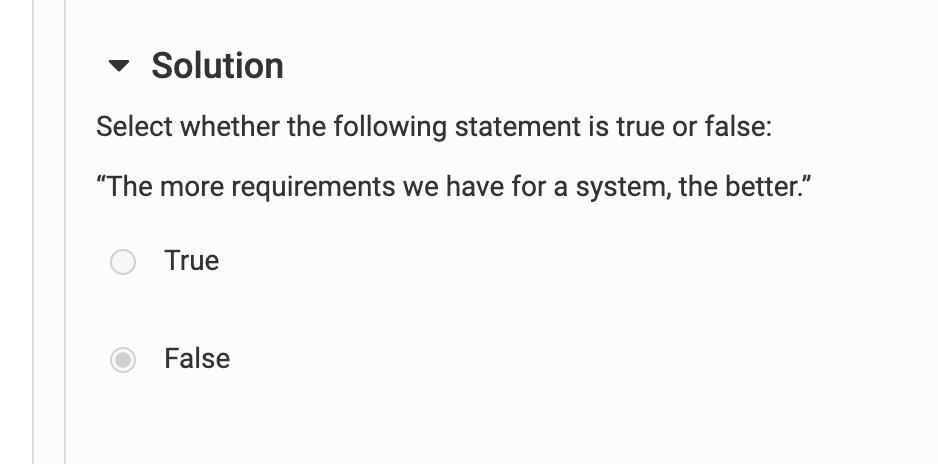 Solution
Select whether the following statement is true or false:
“The more requirements we have for a system, the better.”
True
False